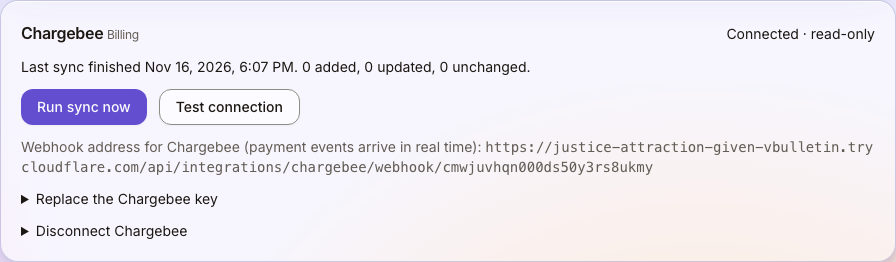 Chargebee Billing
Connected · read-only
Last sync finished Nov 16, 2026, 6:07 PM. 0 added, 0 updated, 0 unchanged.
Run sync now
Test connection
Webhook address for Chargebee (payment events arrive in real time): https://justice-attraction-given-vbulletin.try
cloudflare.com/api/integrations/chargebee/webhook/cmwjuvhqn000ds50y3rs8ukmy
Replace the Chargebee key
Disconnect Chargebee